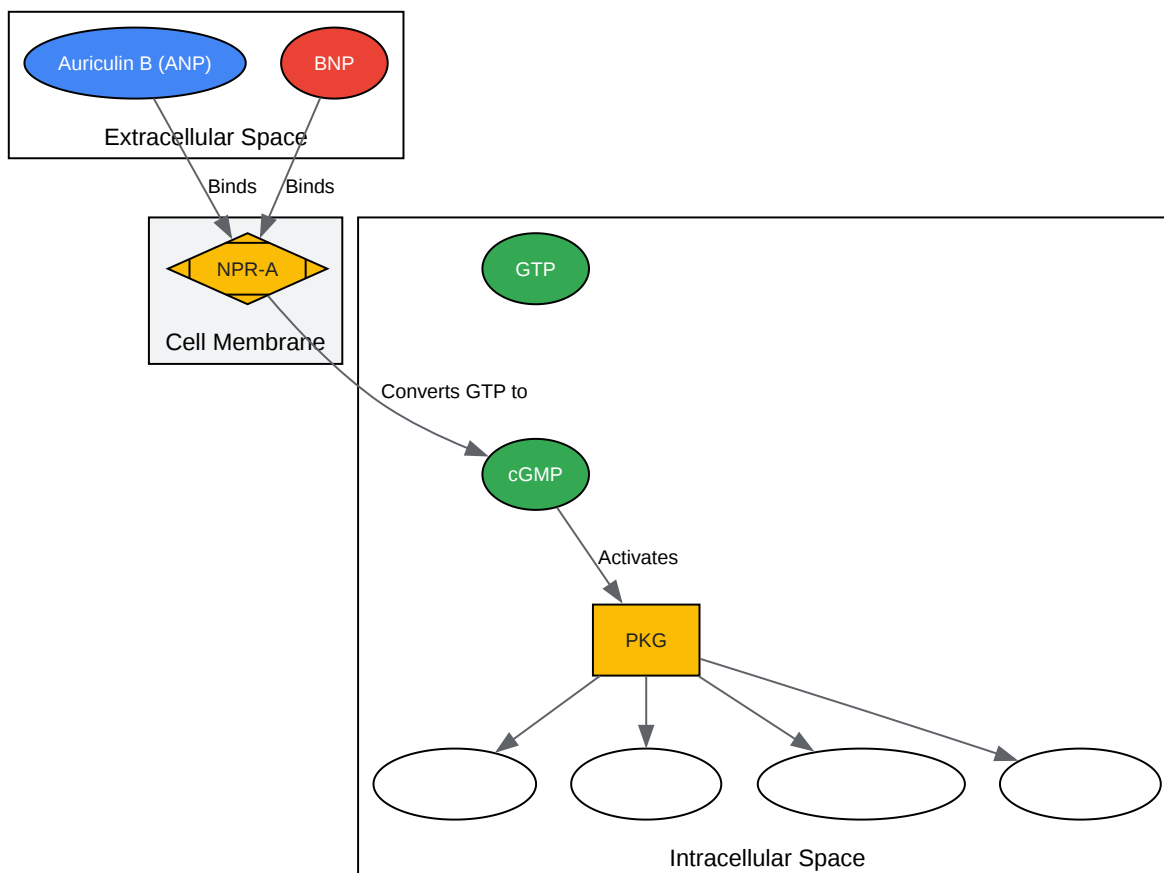 Auriculin B (ANP)
BNP
Extracellular Space
Binds
Binds
NPR-A
GTP
Cell Membrane
Converts GTP to
cGMP
Activates
PKG
Intracellular Space